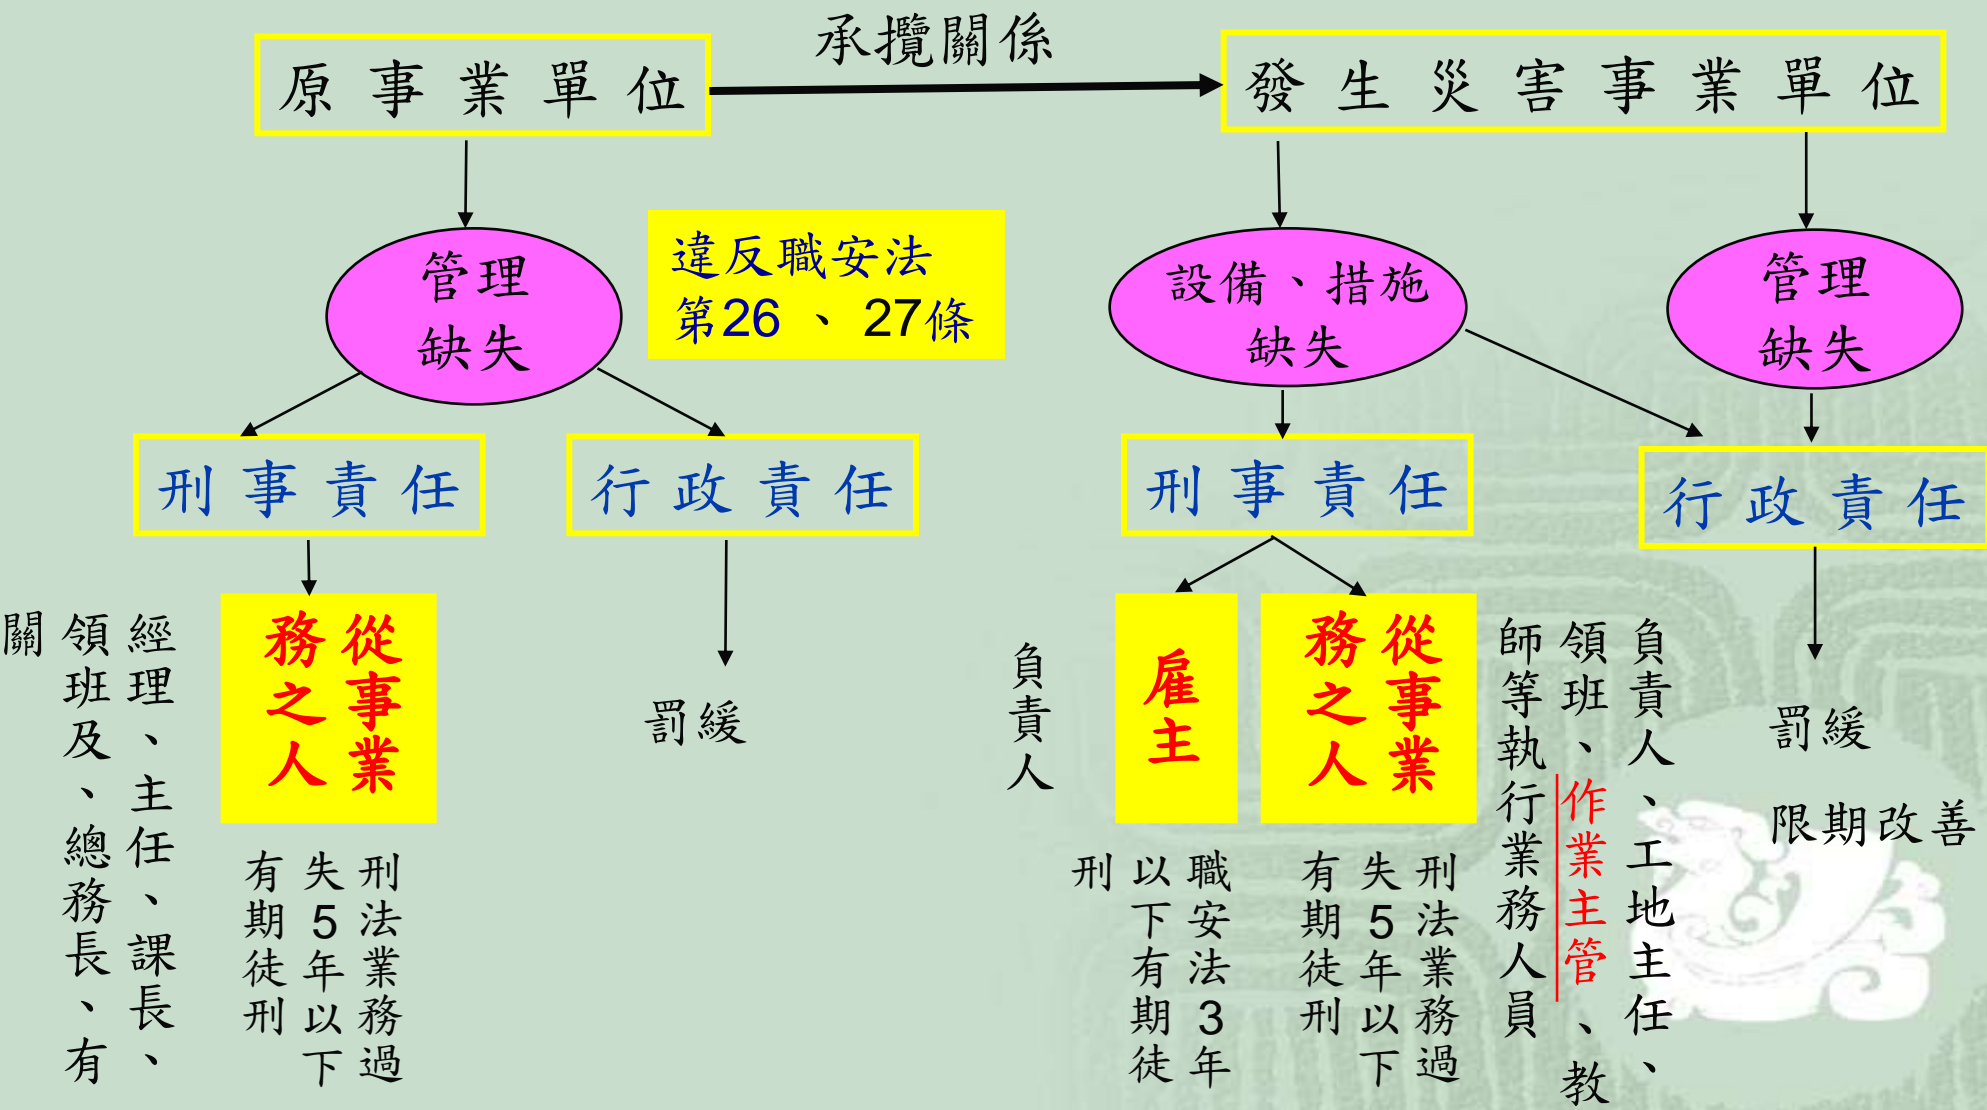 承攬關係
原事業單位
發生災害事業單位
管理
缺失
違反職安法
第26、27條
設備、措施
缺失
管理
缺失
刑事責任
行政責任
刑事責任
行政責任
經理、主任、課長、
領班及、總務長、有
關
從事業
務之人
刑法業務過
失5年以下
有期徒刑
罰緩
負責人
雇主
職安法3年
以下有期徒
刑
從事業
務之人
刑法業務過
失5年以下
有期徒刑
負責人、工地主任、
領班、作業主管、教
師等執行業務人員
罰緩
限期改善